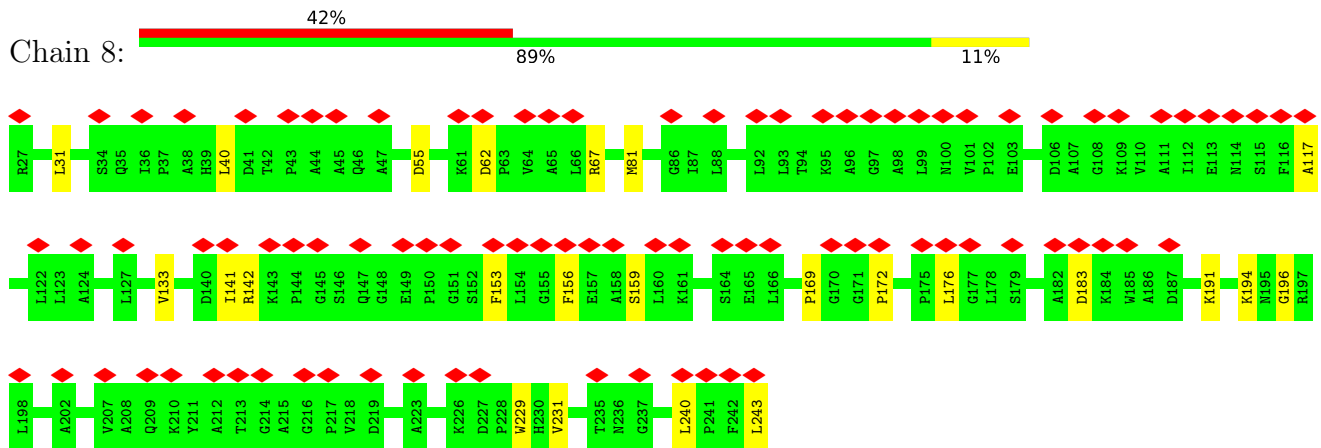 42%
Chain 8:
89% 11%
R27 L31 S34 Q35 I36 P37 A38 H39 L40 D41 T42 P43 A44 A45 Q46 A47 D55 K61 D62 P63 V64 A65 L66 R67 M81 G86 I87 L88 L92 L93 T94 K95 A96 G97 A98 L99 N100 V101 P102 E103 D106 A107 G108 K109 V110 A111 I112 E113 N114 S115 F116 A117
L122 L123 A124 L127 V133 D140 I141 R142 K143 P144 G145 S146 Q147 G148 E149 P150 G151 S152 F153 L154 G155 F156 E157 A158 S159 L160 K161 S164 E165 L166 P169 G170 G171 P172 P175 L176 G177 L178 S179 A182 D183 K184 W185 A186 D187 K191 K194 N195 G196 R197
L198 A202 V207 A208 Q209 K210 Y211 A212 T213 G214 A215 G216 P217 V218 D219 A223 K226 D227 P228 W229 H230 V231 T235 N236 G237 L240 P241 F242 L243